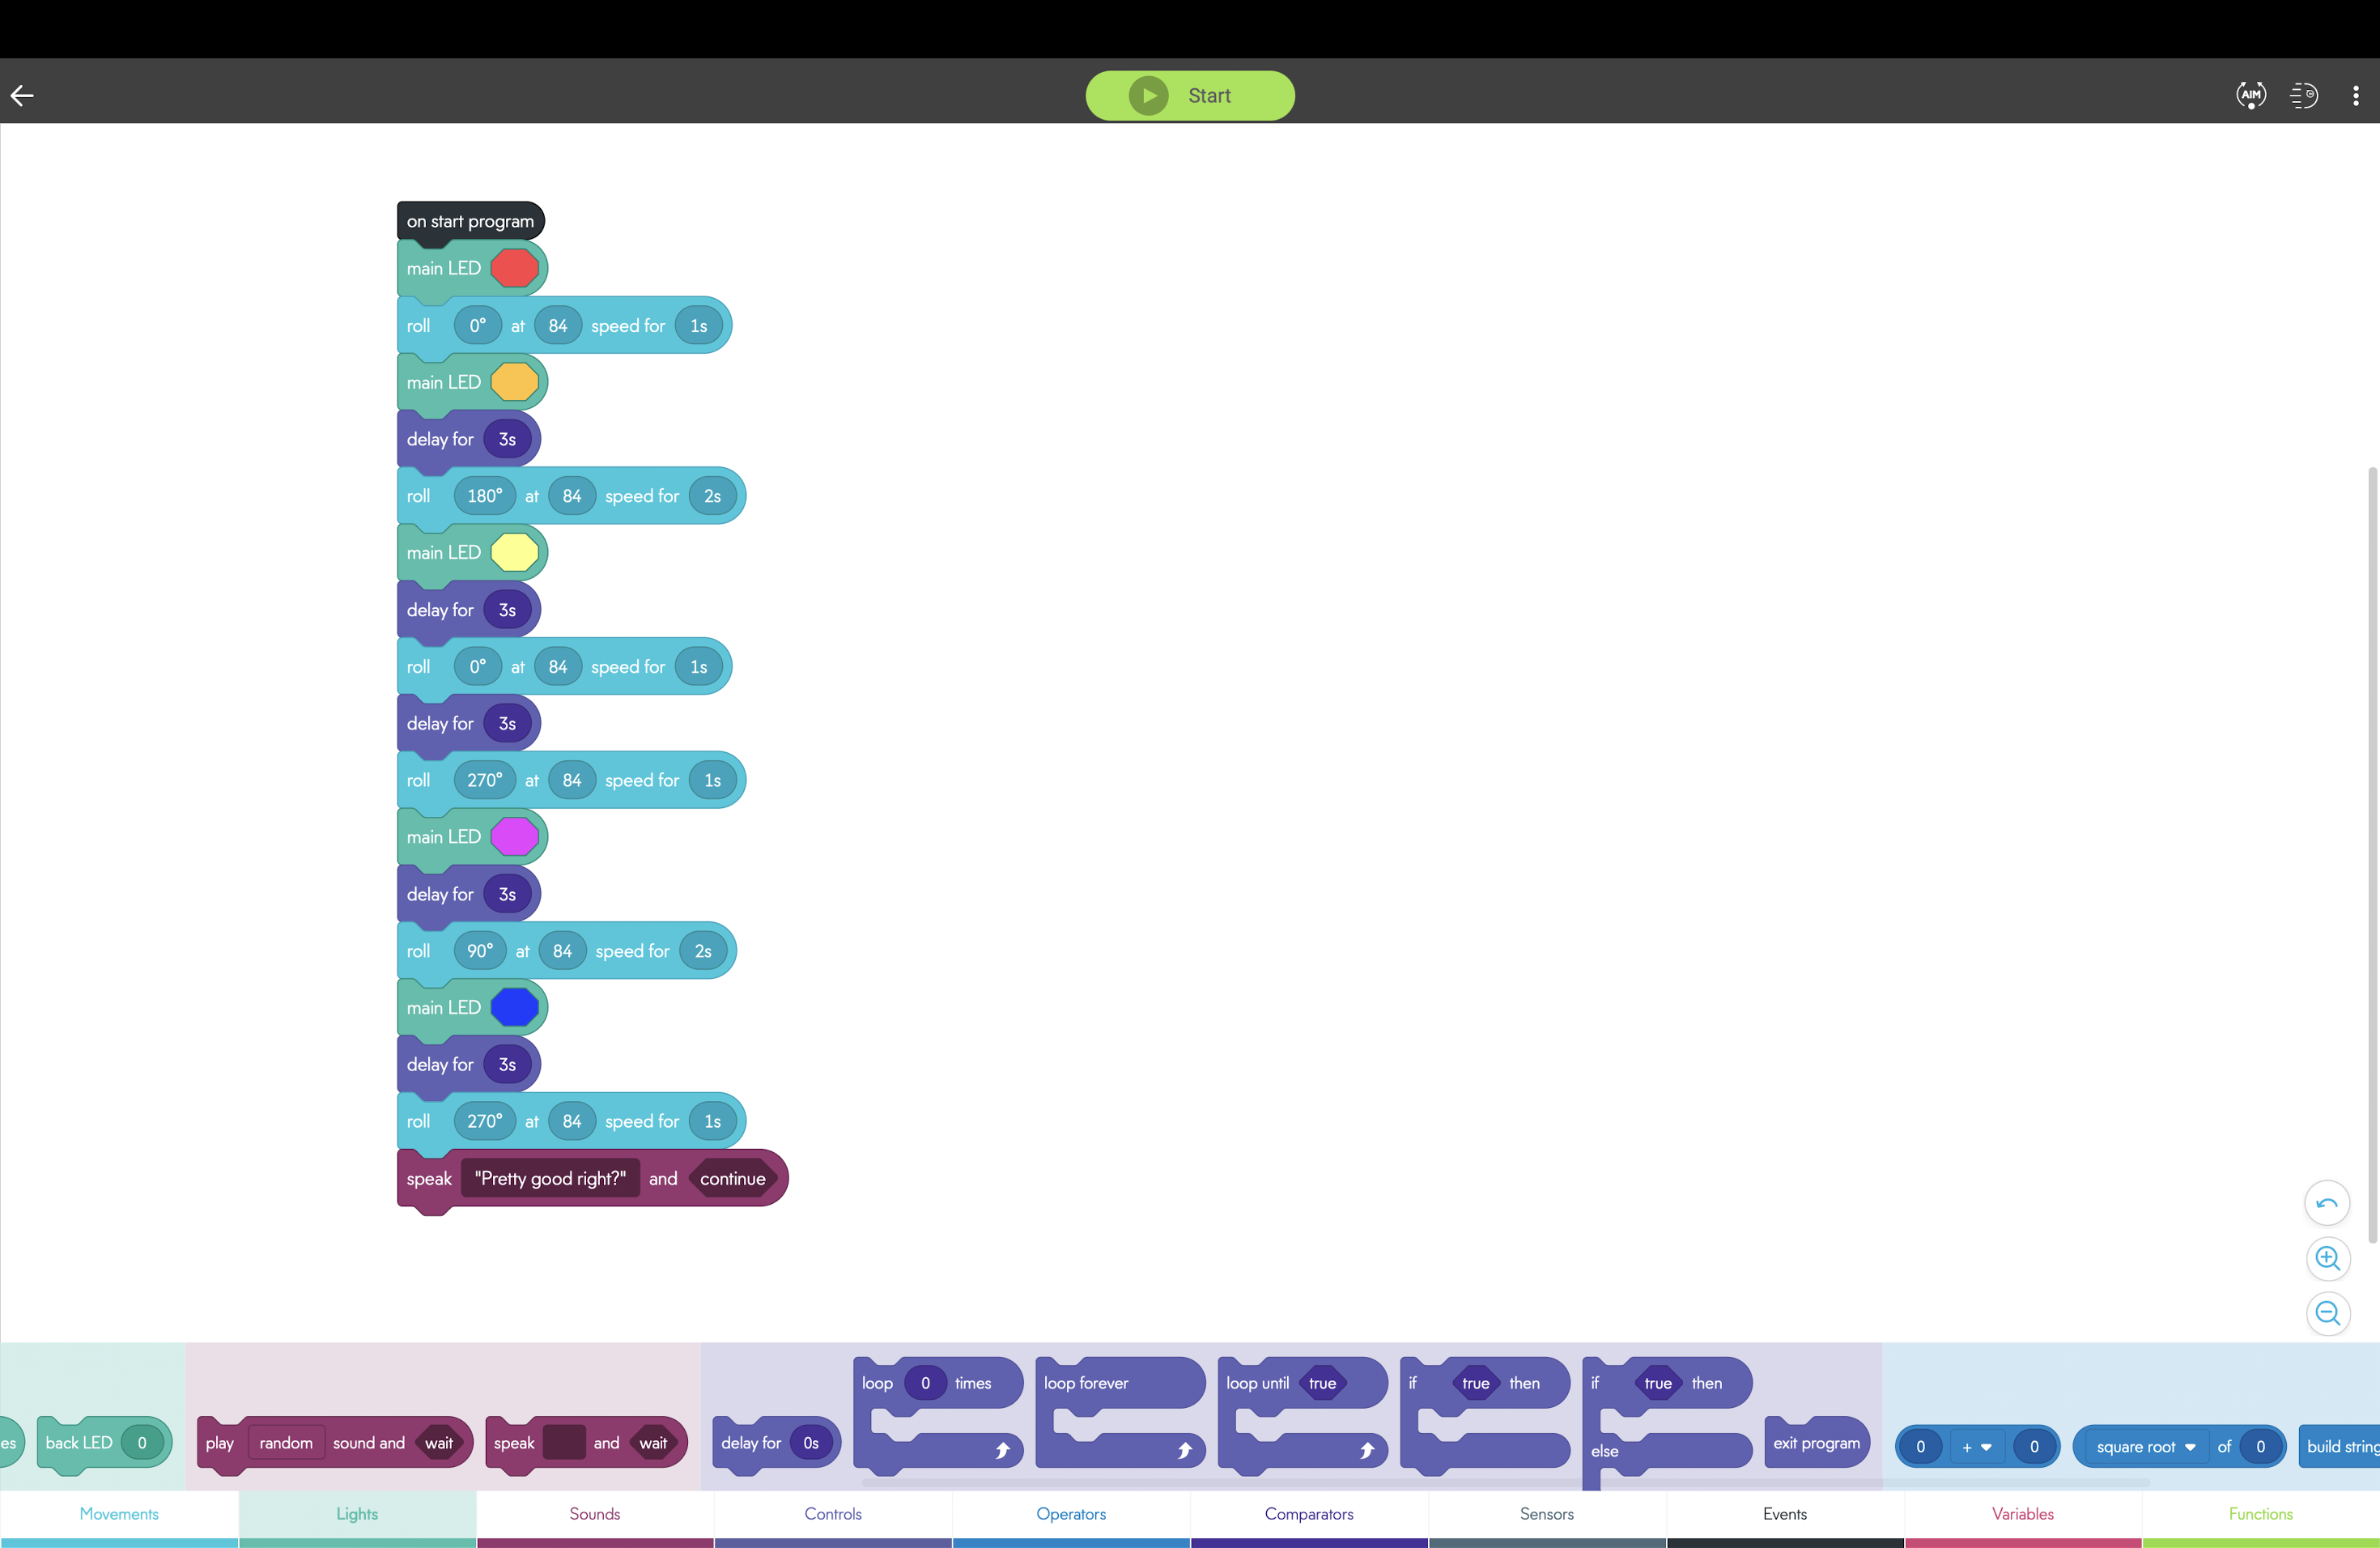 Start
AIM
on start program
main LED
roll 0° at 84 speed for 1s
main LED
delay for 3s
roll 180° at 84 speed for 2s
main LED
delay for 3s
roll 0° at 84 speed for 1s
delay for 3s
roll 270° at 84 speed for 1s
main LED
delay for 3s
roll 90° at 84 speed for 2s
main LED
delay for 3s
roll 270° at 84 speed for 1s
speak "Pretty good right?" and continue
loop 0 times
loop forever
loop until true
if true then
if true then
es
back LED 0
play random sound and wait
speak and wait
delay for 0s
else
exit program
0 + 0
square root of 0
build string
Movements
Lights
Sounds
Controls
Operators
Comparators
Sensors
Events
Variables
Functions